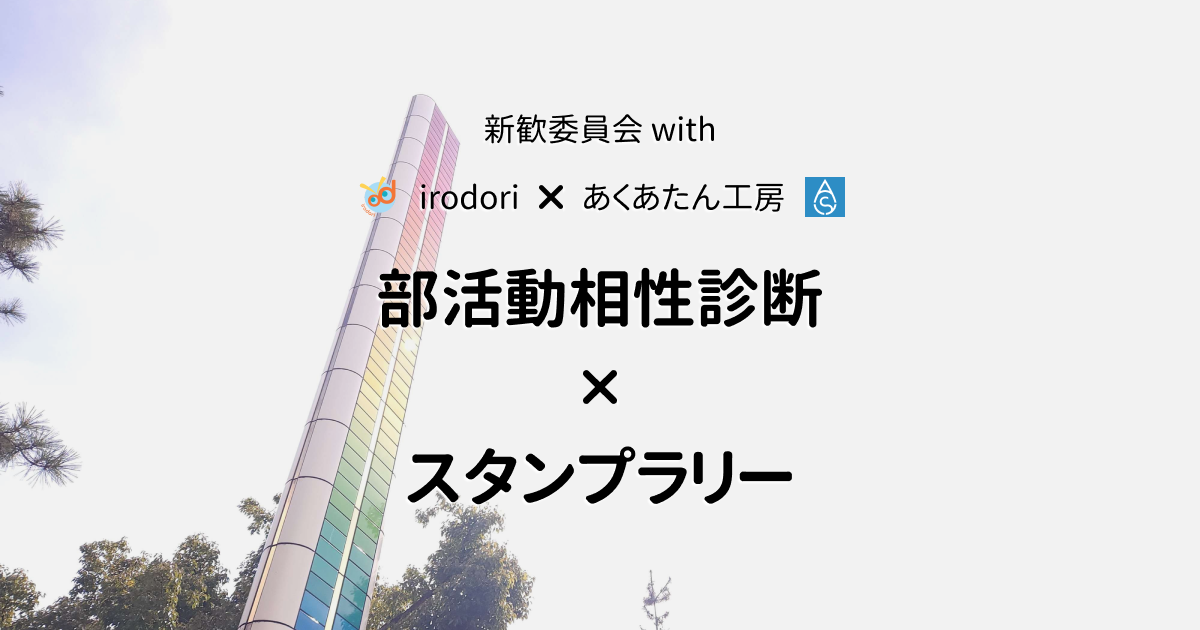 新歓委員会 with
irodori × あくあたん工房
部活動相性診断
×
スタンプラリー